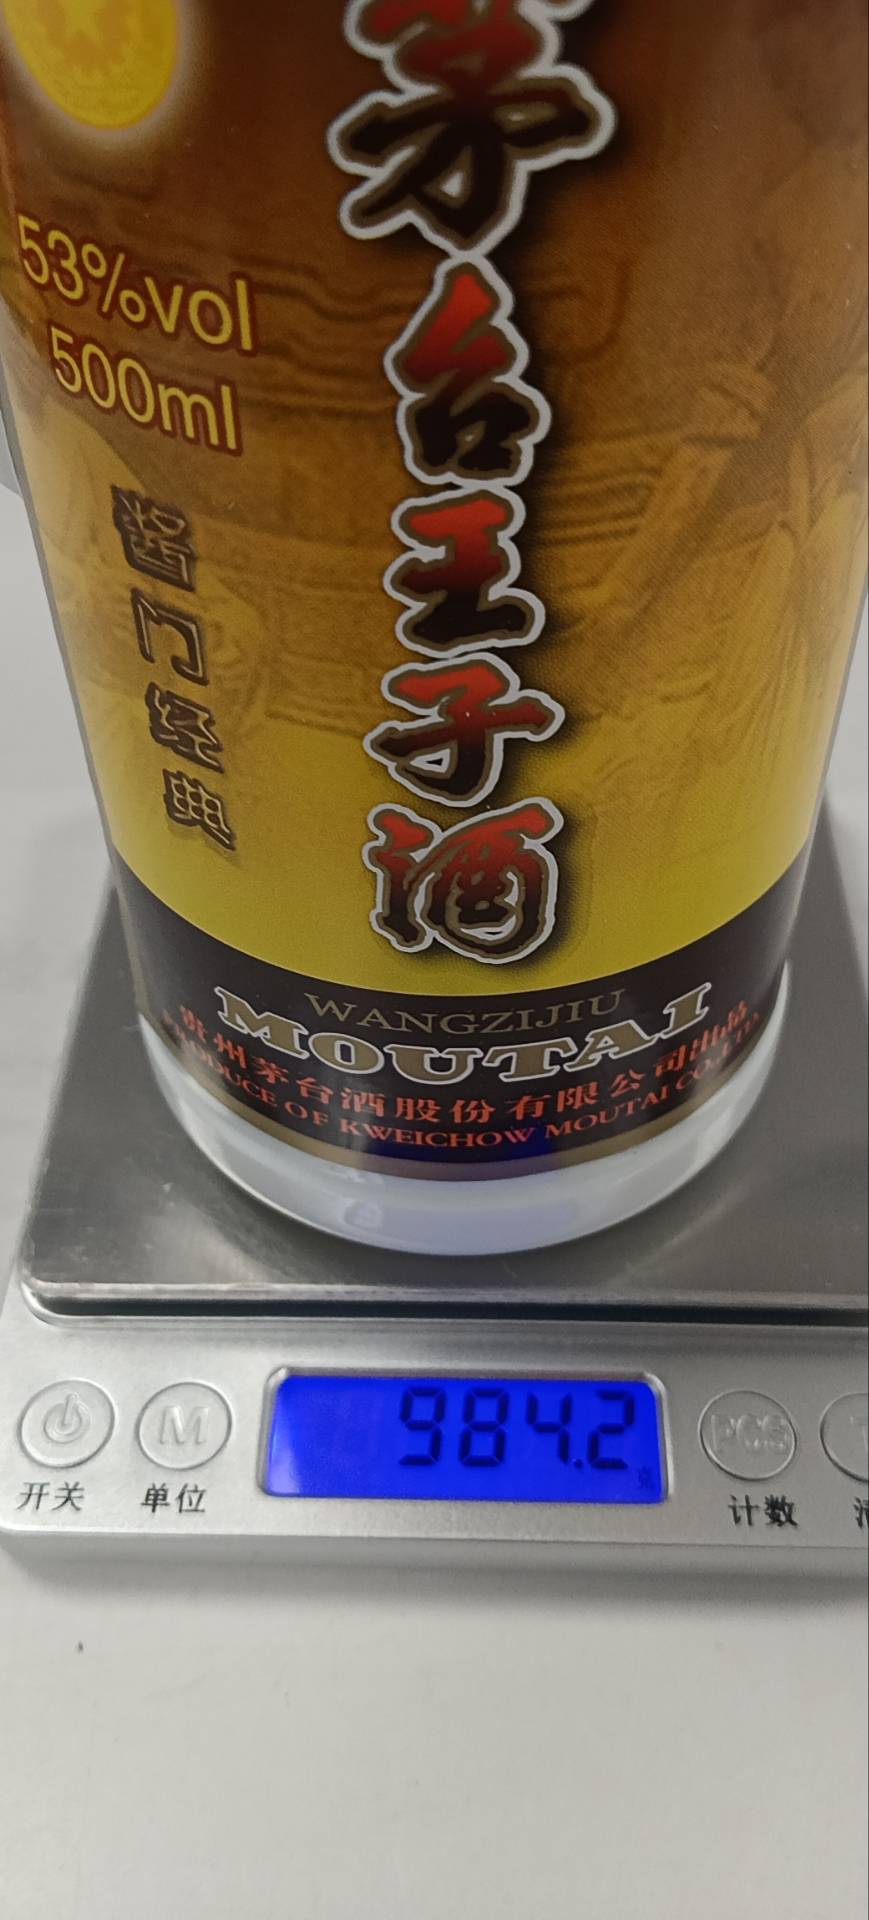 53%vol
500ml
酱门经典
茅台王子酒
WANGZIJIU
MOUTAI
贵州茅台酒股份有限公司出品
PRODUCE OF KWEICHOW MOUTAI CO.,LTD
984.2
克
M
PCS
开关
单位
计数